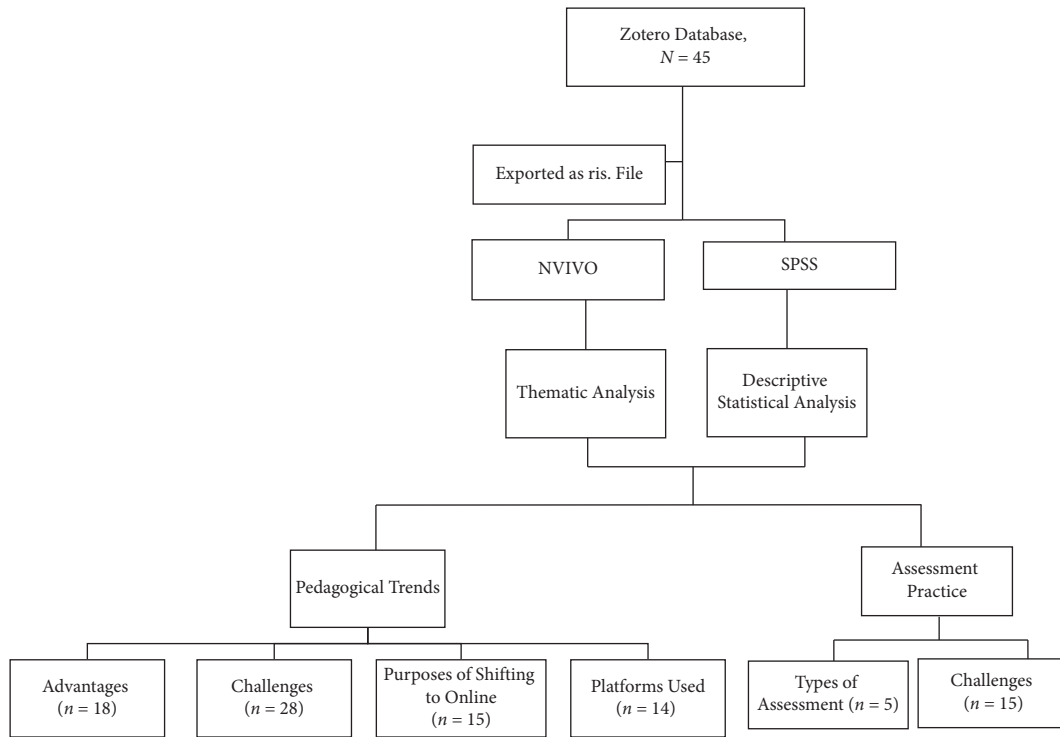 Zotero Database,
N = 45
Exported as ris. File
NVIVO
SPSS
Thematic Analysis
Descriptive
Statistical Analysis
Pedagogical Trends
Assessment
Practice
Advantages
(n = 18)
Challenges
(n = 28)
Purposes of Shifting
to Online
(n = 15)
Platforms Used
(n = 14)
Types of
Assessment (n = 5)
Challenges
(n = 15)